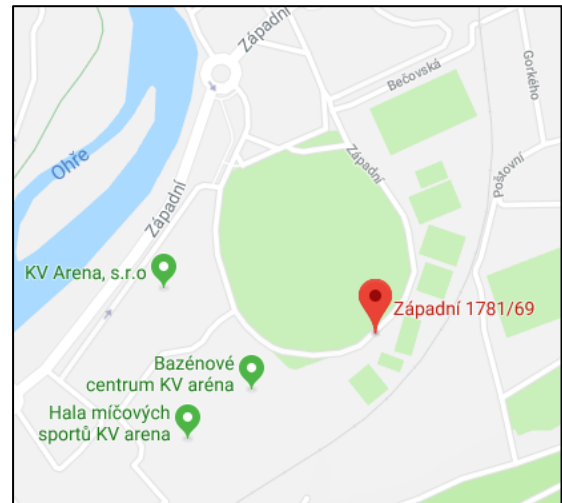 Západní
Gorkého
Bečovská
Ohře
Západní
Západní
Poštovní
KV Arena, s.r.o
Západní 1781/69
Bazénové
centrum KV aréna
Hala míčových
sportů KV arena